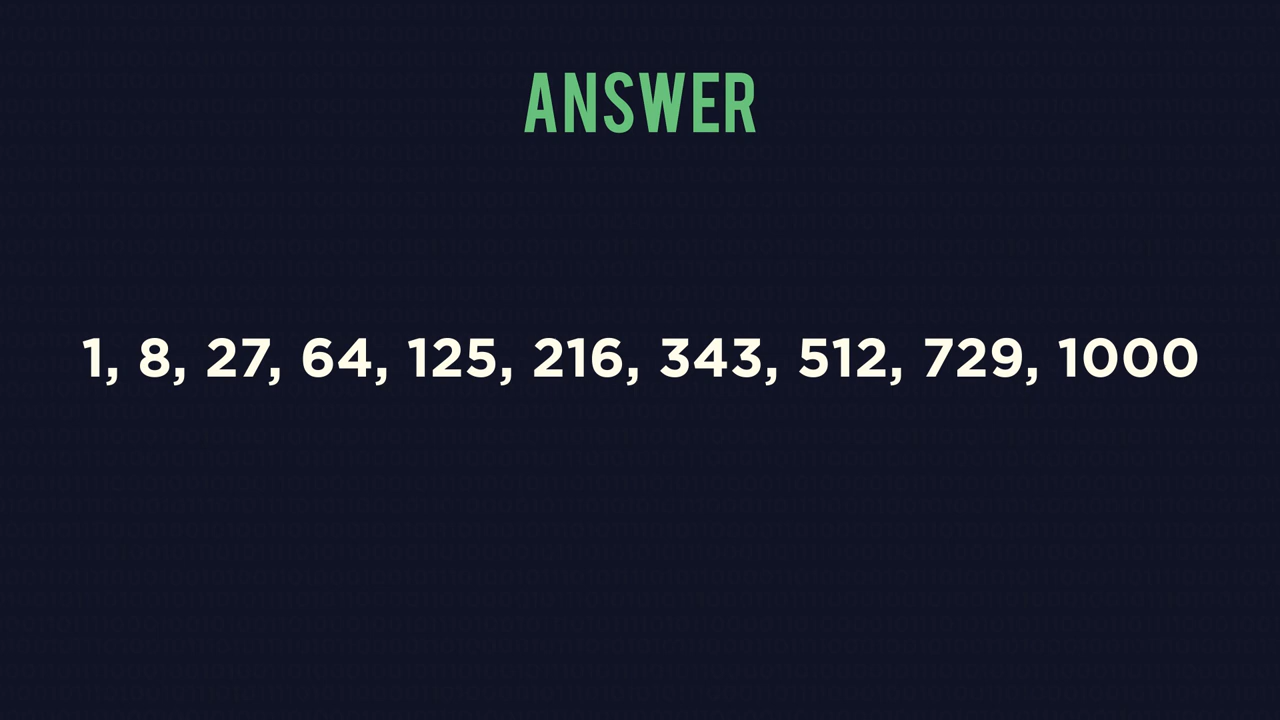 ANSWER
1, 8, 27, 64, 125, 216, 343, 512, 729, 1000